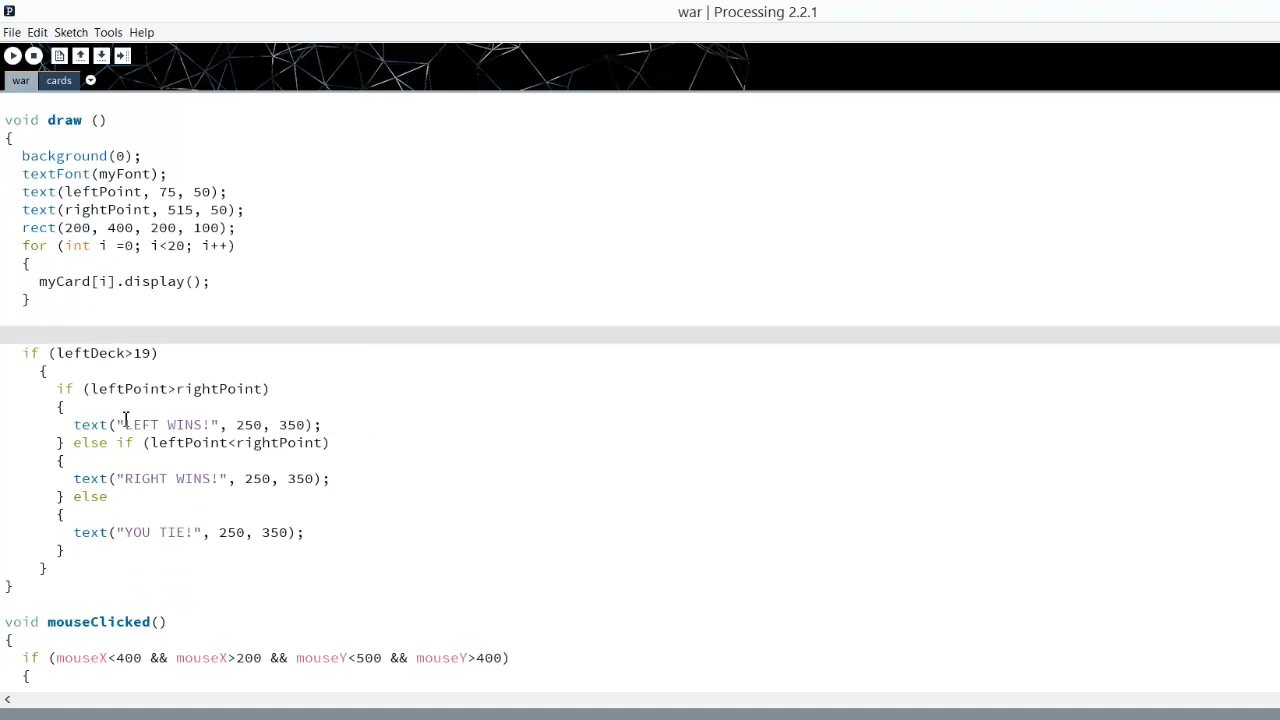 war | Processing 2.2.1
File Edit Sketch Tools Help
war cards
void draw ()
{
  background(0);
  textFont(myFont);
  text(leftPoint, 75, 50);
  text(rightPoint, 515, 50);
  rect(200, 400, 200, 100);
  for (int i =0; i<20; i++)
  {
    myCard[i].display();
  }
  if (leftDeck>19)
    {
      if (leftPoint>rightPoint)
      {
        text("LEFT WINS!", 250, 350);
      } else if (leftPoint<rightPoint)
      {
        text("RIGHT WINS!", 250, 350);
      } else
      {
        text("YOU TIE!", 250, 350);
      }
    }
}
void mouseClicked()
{
  if (mouseX<400 && mouseX>200 && mouseY<500 && mouseY>400)
  {